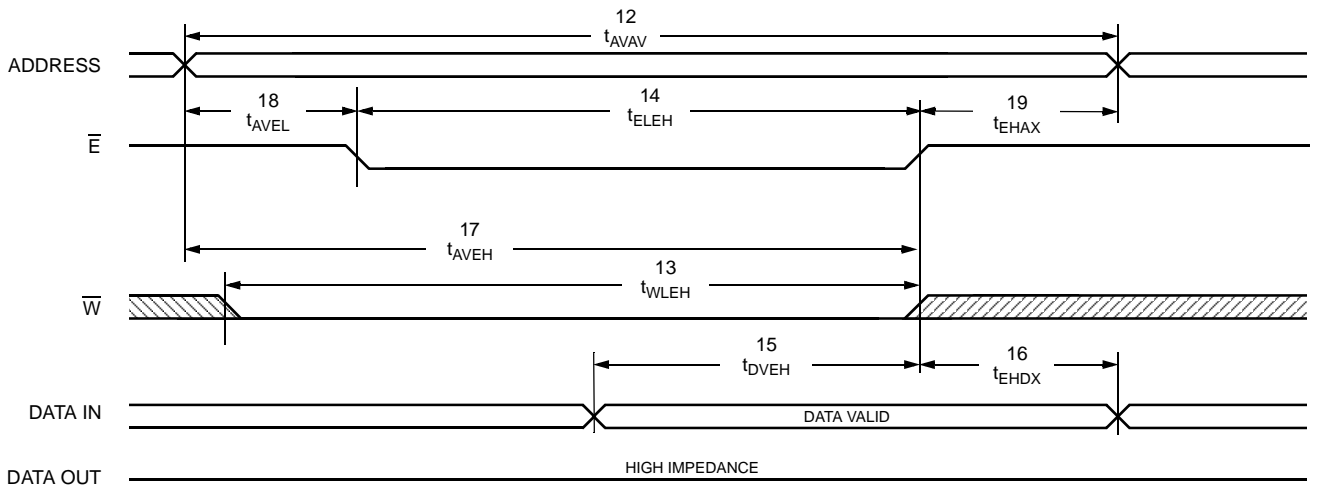 12
tAVAV
ADDRESS
18
tAVEL
14
tELEH
19
tEHAX
E
17
tAVEH
13
tWLEH
W
15
tDVEH
16
tEHDX
DATA IN
DATA VALID
DATA OUT
HIGH IMPEDANCE